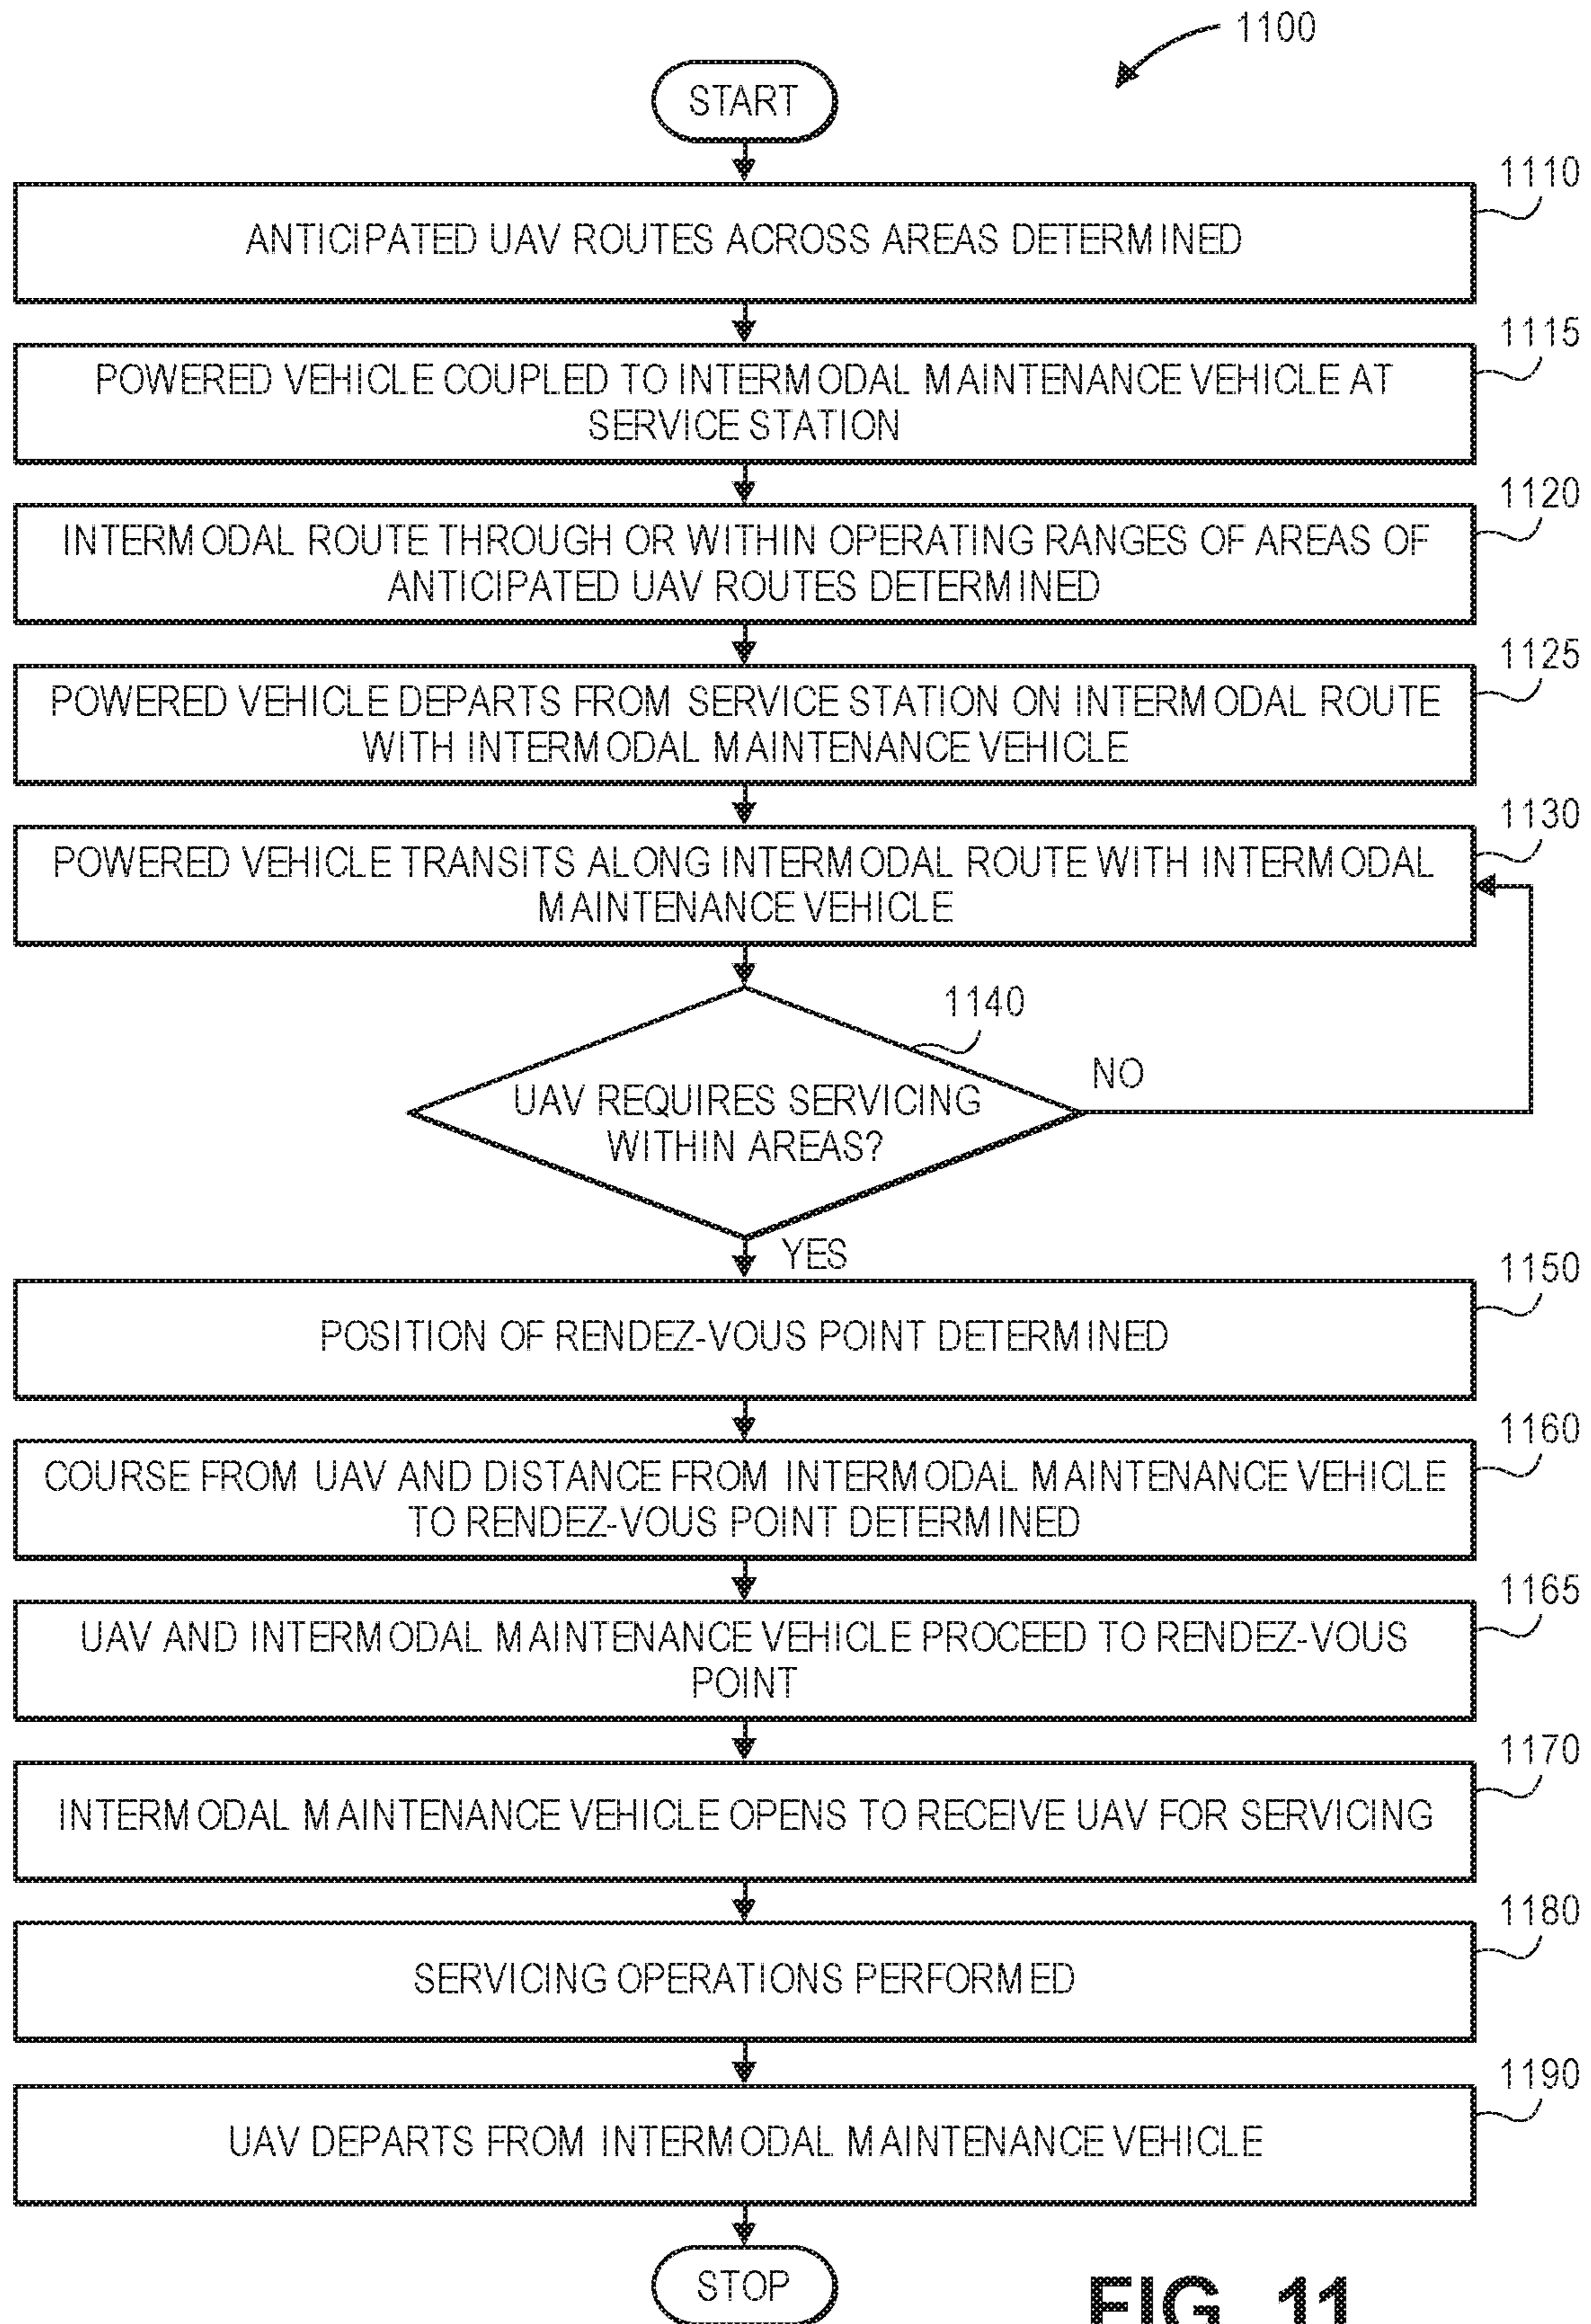 1100
START
1110
ANTICIPATED UAV ROUTES ACROSS AREAS DETERMINED
1115
POWERED VEHICLE COUPLED TO INTERMODAL MAINTENANCE VEHICLE AT
SERVICE STATION
1120
INTERMODAL ROUTE THROUGH OR WITHIN OPERATING RANGES OF AREAS OF
ANTICIPATED UAV ROUTES DETERMINED
1125
POWERED VEHICLE DEPARTS FROM SERVICE STATION ON INTERMODAL ROUTE
WITH INTERMODAL MAINTENANCE VEHICLE
1130
POWERED VEHICLE TRANSITS ALONG INTERMODAL ROUTE WITH INTERMODAL
MAINTENANCE VEHICLE
1140
NO
UAV REQUIRES SERVICING
WITHIN AREAS?
YES
1150
POSITION OF RENDEZ-VOUS POINT DETERMINED
1160
COURSE FROM UAV AND DISTANCE FROM INTERMODAL MAINTENANCE VEHICLE
TO RENDEZ-VOUS POINT DETERMINED
1165
UAV AND INTERMODAL MAINTENANCE VEHICLE PROCEED TO RENDEZ-VOUS
POINT
1170
INTERMODAL MAINTENANCE VEHICLE OPENS TO RECEIVE UAV FOR SERVICING
1180
SERVICING OPERATIONS PERFORMED
1190
UAV DEPARTS FROM INTERMODAL MAINTENANCE VEHICLE
STOP
FIG. 11